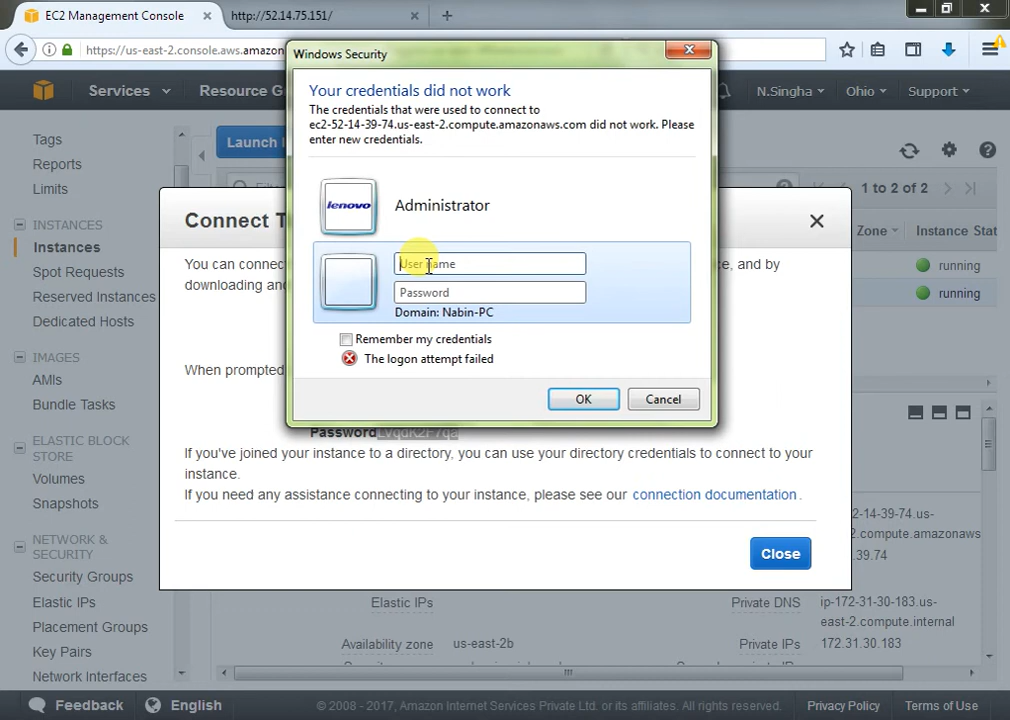 EC2 Management Console
http://52.14.75.151/
https://us-east-2.console.aws.amazon
Windows Security
Services
Resource G
N.Singha
Ohio
Support
Your credentials did not work
The credentials that were used to connect to
ec2-52-14-39-74.us-east-2.compute.amazonaws.com did not work. Please
enter new credentials.
Tags
Reports
Limits
INSTANCES
Instances
Spot Requests
Reserved Instances
Dedicated Hosts
IMAGES
AMIs
Bundle Tasks
ELASTIC BLOCK
STORE
Volumes
Snapshots
NETWORK &
SECURITY
Security Groups
Elastic IPs
Placement Groups
Key Pairs
Network Interfaces
Launch I
1 to 2 of 2
Zone
Instance Stat
running
running
lenovo
Administrator
User name
Password
Domain: Nabin-PC
Remember my credentials
The logon attempt failed
OK
Cancel
Connect T
You can connec
ce, and by
downloading an
When prompted
Password
If you've joined your instance to a directory, you can use your directory credentials to connect to your
instance.
If you need any assistance connecting to your instance, please see our connection documentation.
Close
c2-52-14-39-74.us-
st-2.compute.amazonaws
.39.74
Elastic IPs
Private DNS
ip-172-31-30-183.us-
east-2.compute.internal
Availability zone
us-east-2b
Private IPs
172.31.30.183
Feedback
English
© 2008 - 2017, Amazon Internet Services Private Ltd. or its affiliates. All rights reserved.
Privacy Policy
Terms of Use